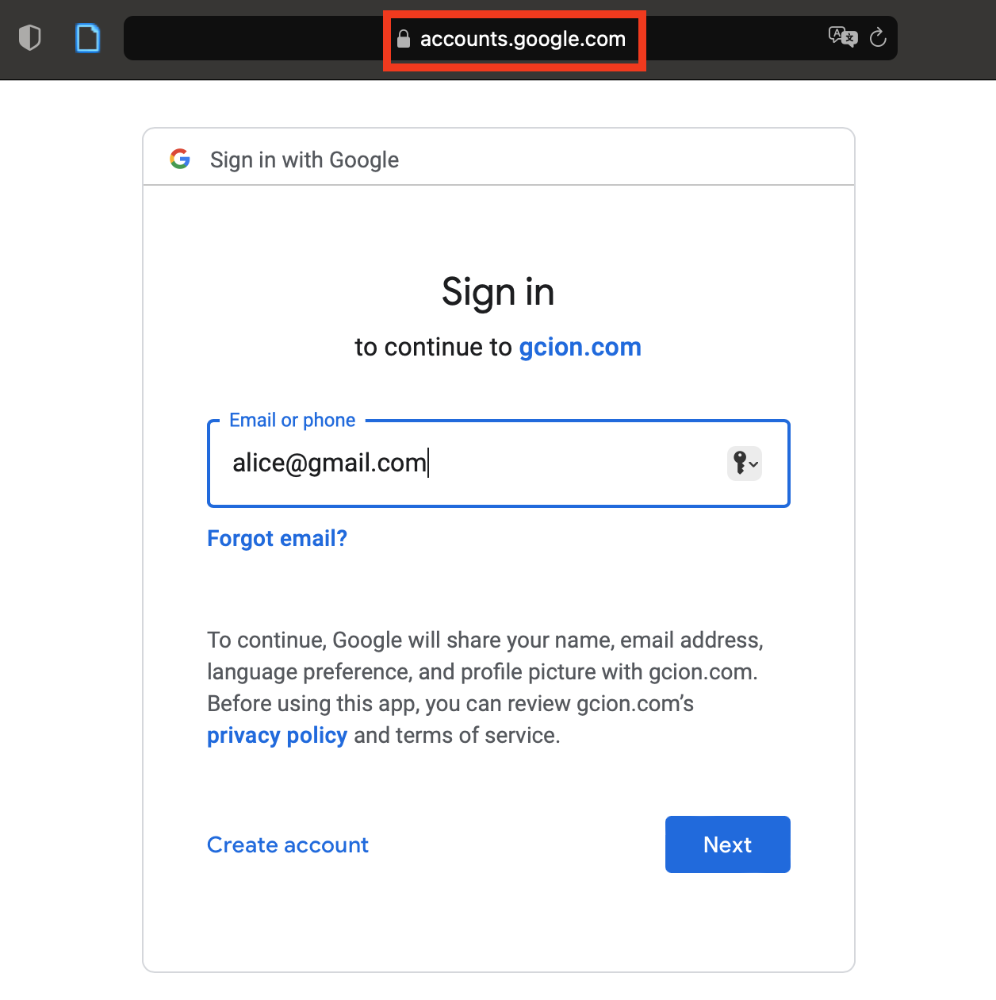 accounts.google.com
Sign in with Google
Sign in
to continue to gcion.com
Email or phone
alice@gmail.com
Forgot email?
To continue, Google will share your name, email address,
language preference, and profile picture with gcion.com.
Before using this app, you can review gcion.com’s
privacy policy and terms of service.
Create account
Next